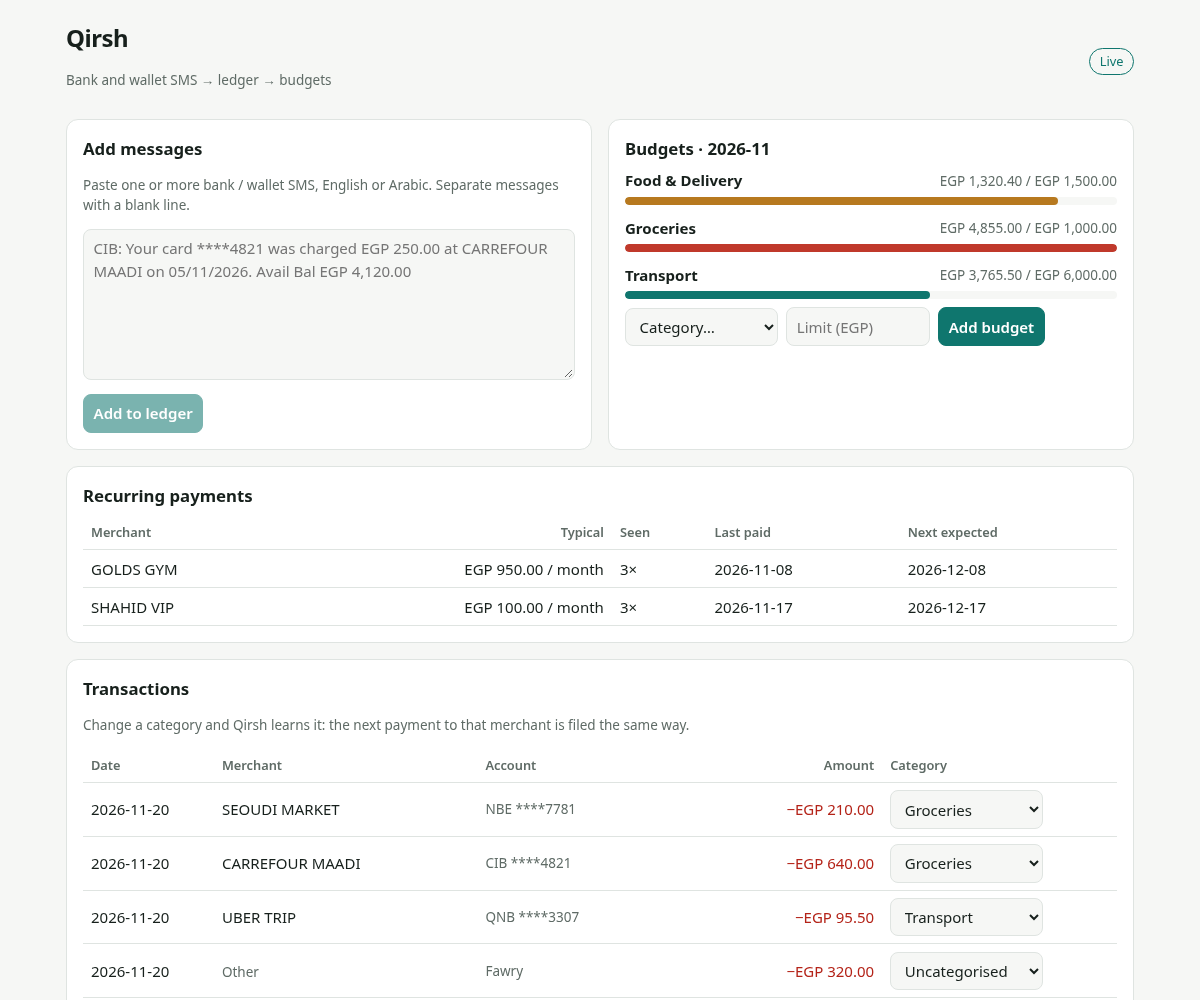 Qirsh
Bank and wallet SMS → ledger → budgets
Live
Add messages
Paste one or more bank / wallet SMS, English or Arabic. Separate messages
with a blank line.
CIB: Your card ****4821 was charged EGP 250.00 at CARREFOUR
MAADI on 05/11/2026. Avail Bal EGP 4,120.00
Add to ledger
Budgets · 2026-11
Food & Delivery EGP 1,320.40 / EGP 1,500.00
Groceries EGP 4,855.00 / EGP 1,000.00
Transport EGP 3,765.50 / EGP 6,000.00
Category... Limit (EGP) Add budget
Recurring payments
Merchant Typical Seen Last paid Next expected
GOLDS GYM EGP 950.00 / month 3× 2026-11-08 2026-12-08
SHAHID VIP EGP 100.00 / month 3× 2026-11-17 2026-12-17
Transactions
Change a category and Qirsh learns it: the next payment to that merchant is filed the same way.
Date Merchant Account Amount Category
2026-11-20 SEOUDI MARKET NBE ****7781 −EGP 210.00 Groceries
2026-11-20 CARREFOUR MAADI CIB ****4821 −EGP 640.00 Groceries
2026-11-20 UBER TRIP QNB ****3307 −EGP 95.50 Transport
2026-11-20 Other Fawry −EGP 320.00 Uncategorised